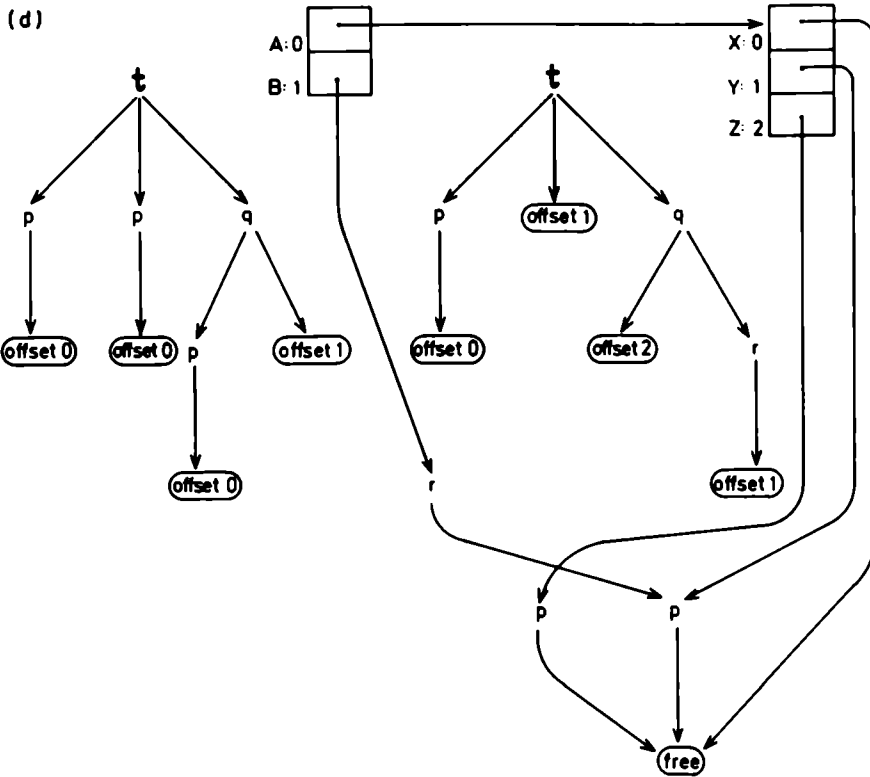 (d)
A: 0
B: 1
X: 0
Y: 1
Z: 2
t
t
p
p
q
p
offset 1
q
offset 0
offset 0
p
offset 1
offset 0
offset 2
r
offset 0
r
offset 1
p
p
free